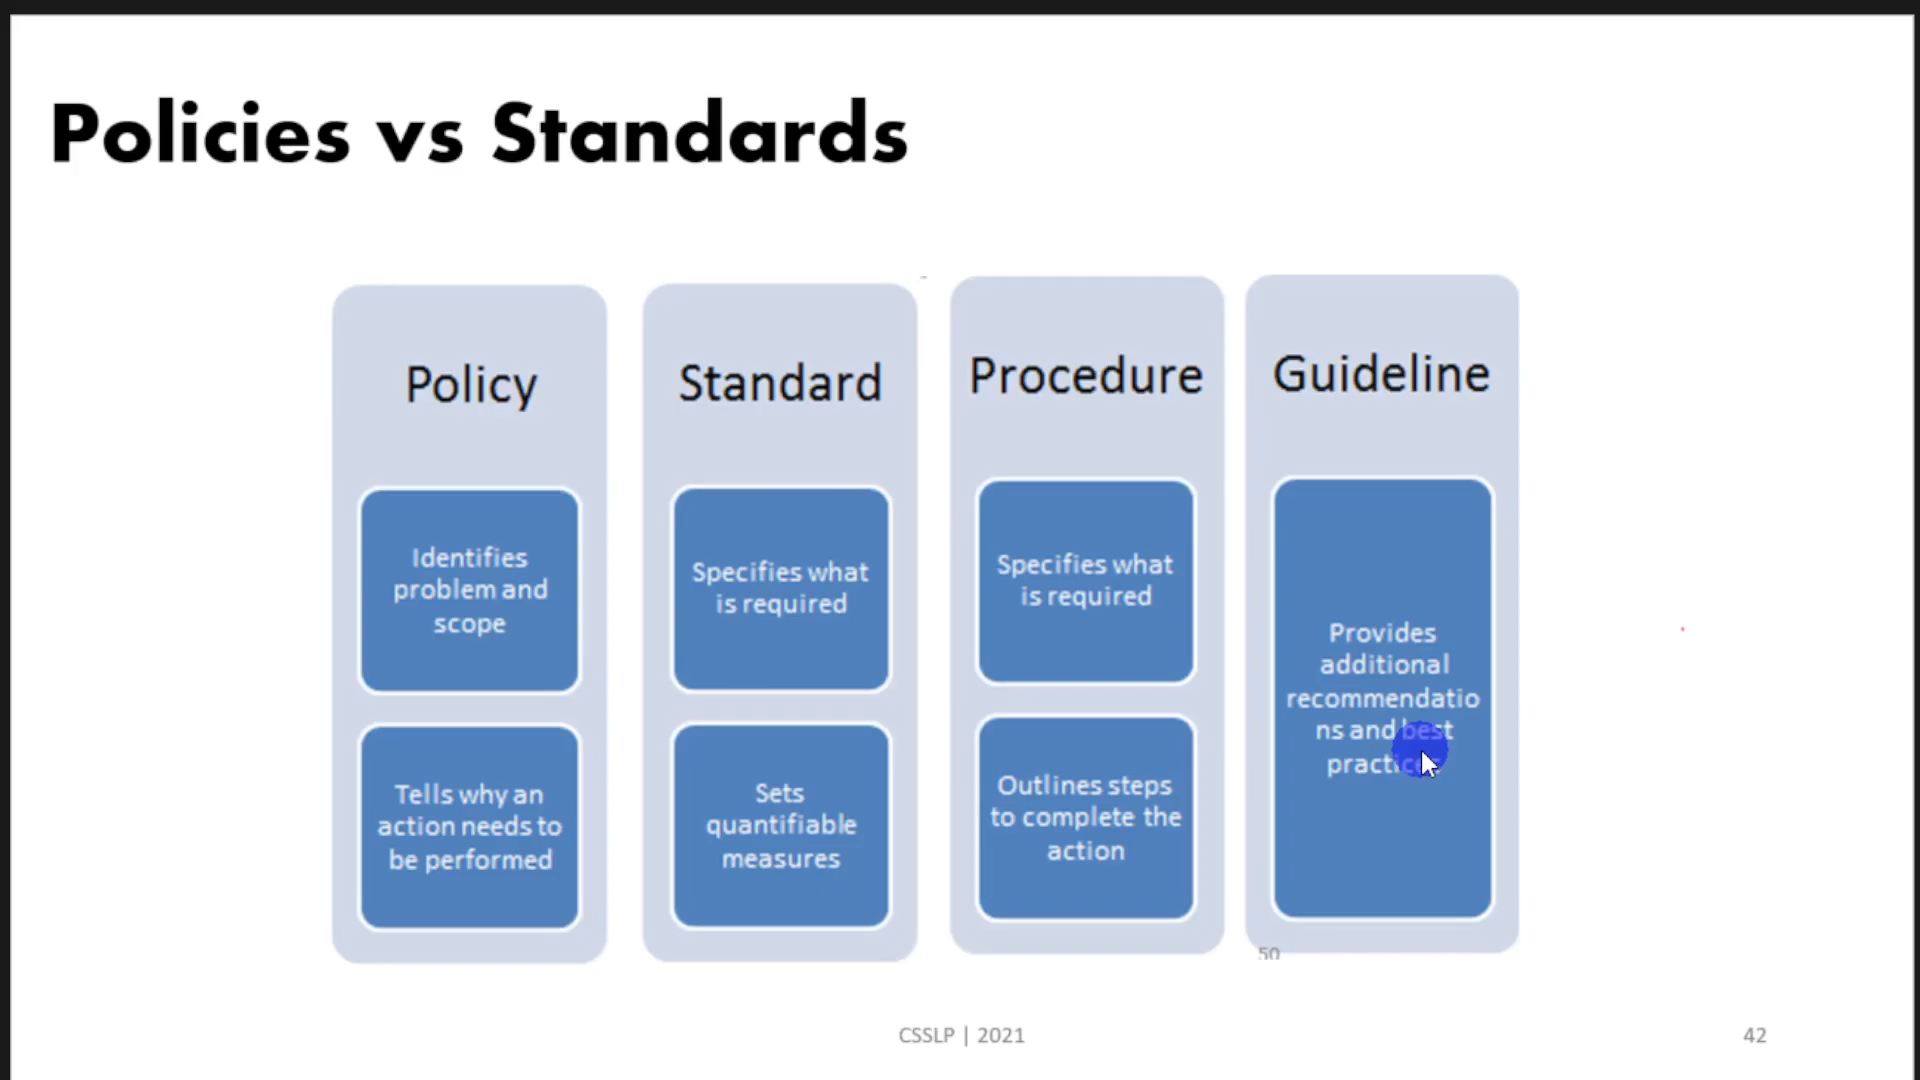 Policies vs Standards
Policy
Identifies
problem and
scope
Tells why an
action needs to
be performed
Standard
Specifies what
is required
Sets
quantifiable
measures
Procedure
Specifies what
is required
Outlines steps
to complete the
action
Guideline
Provides
additional
recommendatio
ns and best
practices
50
CSSLP | 2021
42